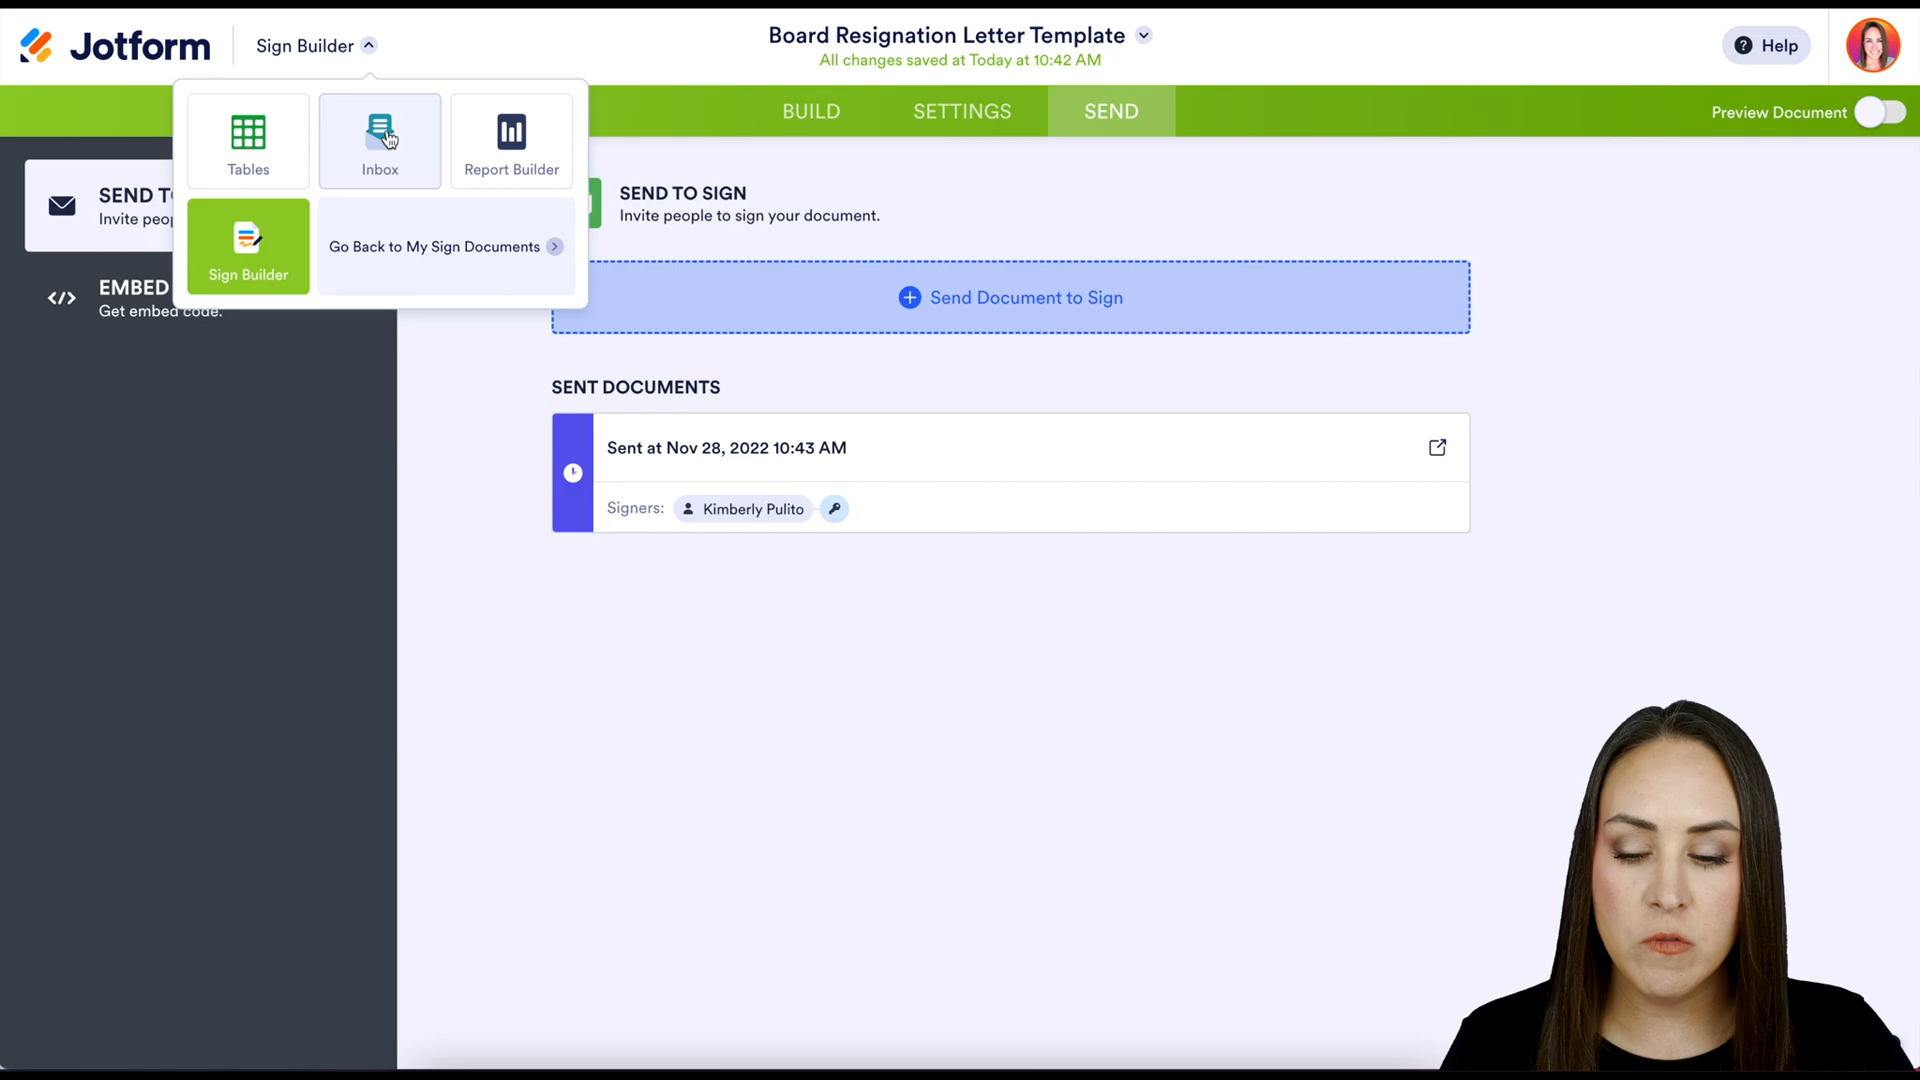 Jotform
Sign Builder
Board Resignation Letter Template
All changes saved at Today at 10:42 AM
Help
BUILD
SETTINGS
SEND
Preview Document
Tables
Inbox
Report Builder
Sign Builder
Go Back to My Sign Documents
SEND T
Invite peo
EMBED
Get embed code.
SEND TO SIGN
Invite people to sign your document.
Send Document to Sign
SENT DOCUMENTS
Sent at Nov 28, 2022 10:43 AM
Signers: Kimberly Pulito